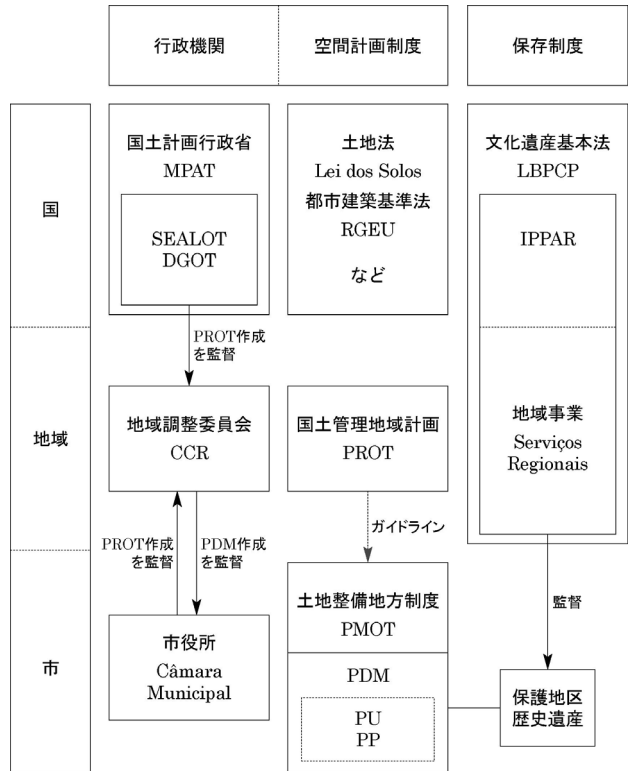 行政機関
空間計画制度
保存制度
国
国土計画行政省
MPAT
SEALOT
DGOT
土地法
Lei dos Solos
都市建築基準法
RGEU
など
文化遺産基本法
LBPCP
IPPAR
PROT作成
を監督
地域
地域調整委員会
CCR
国土管理地域計画
PROT
地域事業
Serviços
Regionais
ガイドライン
PROT作成
を監督
PDM作成
を監督
監督
市
市役所
Câmara
Municipal
土地整備地方制度
PMOT
PDM
PU
PP
保護地区
歴史遺産